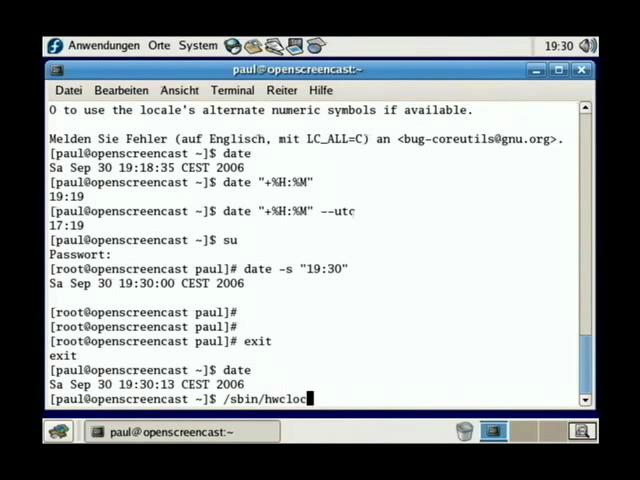 Anwendungen Orte System 19:30
paul@openscreencast:~
Datei Bearbeiten Ansicht Terminal Reiter Hilfe
O to use the locale's alternate numeric symbols if available.
Melden Sie Fehler (auf Englisch, mit LC_ALL=C) an <bug-coreutils@gnu.org>.
[paul@openscreencast ~]$ date
Sa Sep 30 19:18:35 CEST 2006
[paul@openscreencast ~]$ date "+%H:%M"
19:19
[paul@openscreencast ~]$ date "+%H:%M" --utc
17:19
[paul@openscreencast ~]$ su
Passwort:
[root@openscreencast paul]# date -s "19:30"
Sa Sep 30 19:30:00 CEST 2006
[root@openscreencast paul]#
[root@openscreencast paul]#
[root@openscreencast paul]# exit
exit
[paul@openscreencast ~]$ date
Sa Sep 30 19:30:13 CEST 2006
[paul@openscreencast ~]$ /sbin/hwcloc
paul@openscreencast:~